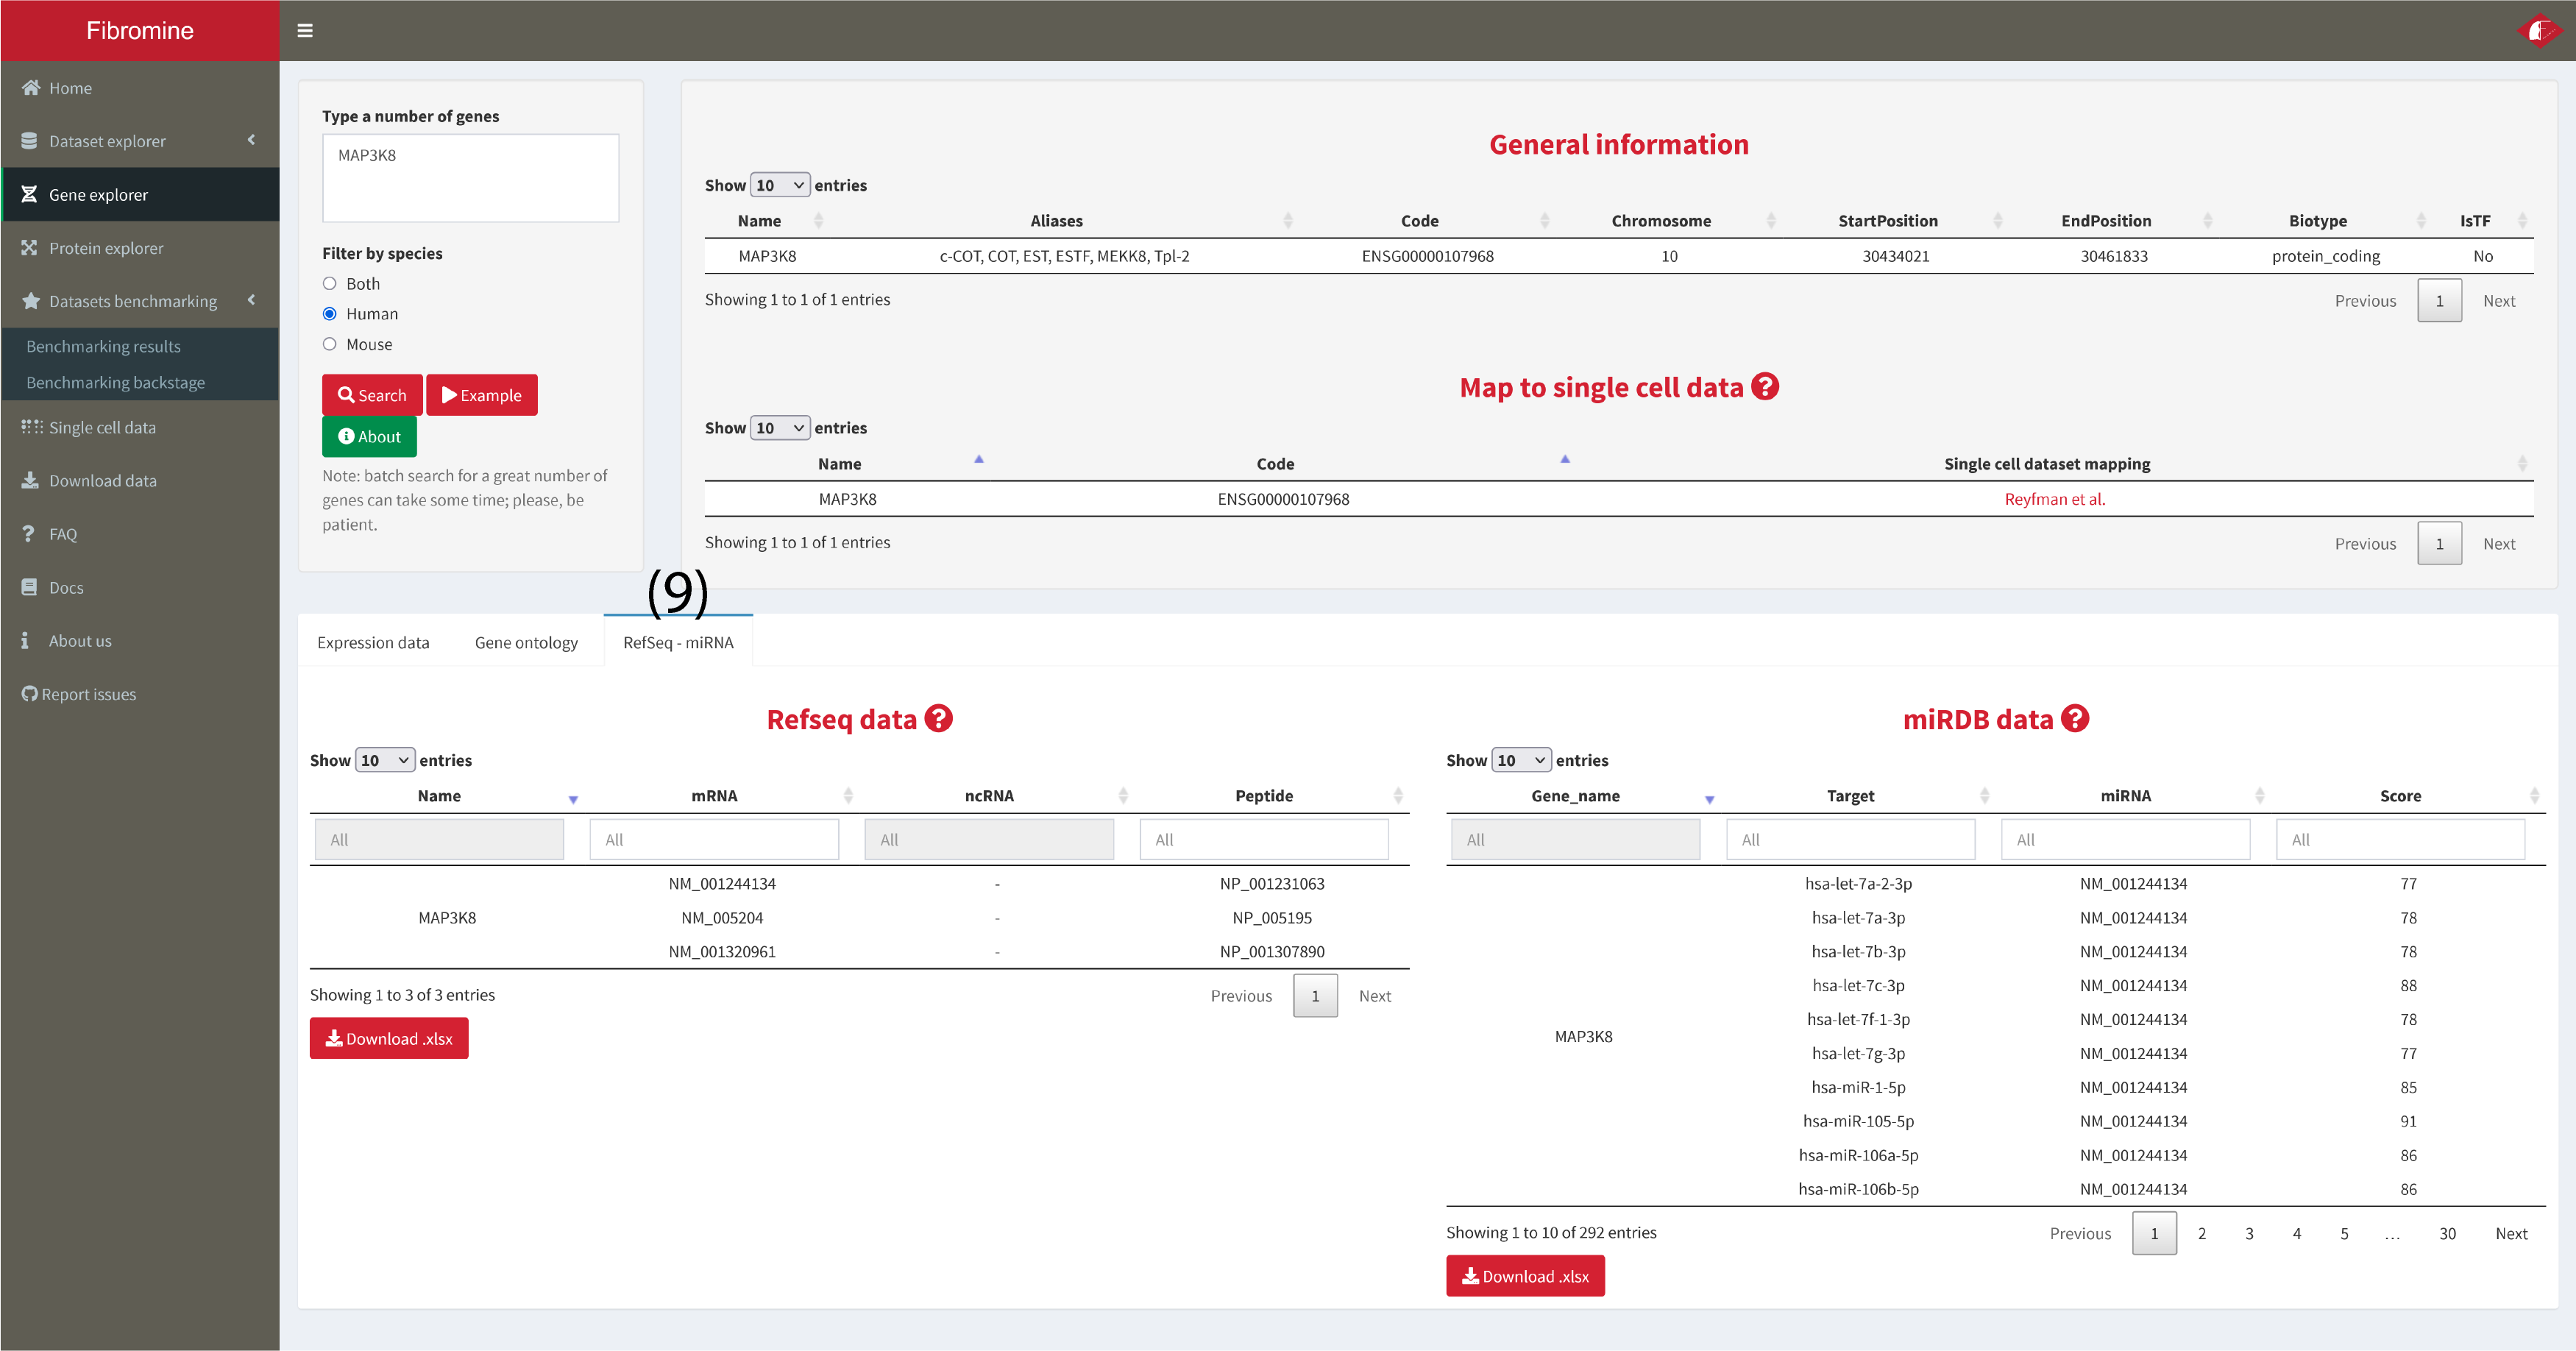 Fibromine
Home
Dataset explorer
Gene explorer
Protein explorer
Datasets benchmarking
Benchmarking results
Benchmarking backstage
Single cell data
Download data
FAQ
Docs
About us
Report issues
Type a number of genes
MAP3K8
Filter by species
Both
Human
Mouse
Search Example
About
Note: batch search for a great number of
genes can take some time; please, be
patient.
General information
Show 10 entries
Name Aliases Code Chromosome StartPosition EndPosition Biotype IsTF
MAP3K8 c-COT, COT, EST, ESTF, MEKK8, Tpl-2 ENSG00000107968 10 30434021 30461833 protein_coding No
Showing 1 to 1 of 1 entries Previous 1 Next
Map to single cell data ?
Show 10 entries
Name Code Single cell dataset mapping
MAP3K8 ENSG00000107968 Reyfman et al.
Showing 1 to 1 of 1 entries Previous 1 Next
(9)
Expression data Gene ontology RefSeq - miRNA
Refseq data ?
Show 10 entries
Name mRNA ncRNA Peptide
All All All All
NM_001244134 - NP_001231063
MAP3K8 NM_005204 - NP_005195
NM_001320961 - NP_001307890
Showing 1 to 3 of 3 entries Previous 1 Next
Download .xlsx
miRDB data ?
Show 10 entries
Gene_name Target miRNA Score
All All All All
hsa-let-7a-2-3p NM_001244134 77
hsa-let-7a-3p NM_001244134 78
hsa-let-7b-3p NM_001244134 78
hsa-let-7c-3p NM_001244134 88
hsa-let-7f-1-3p NM_001244134 78
MAP3K8
hsa-let-7g-3p NM_001244134 77
hsa-miR-1-5p NM_001244134 85
hsa-miR-105-5p NM_001244134 91
hsa-miR-106a-5p NM_001244134 86
hsa-miR-106b-5p NM_001244134 86
Showing 1 to 10 of 292 entries Previous 1 2 3 4 5 ... 30 Next
Download .xlsx